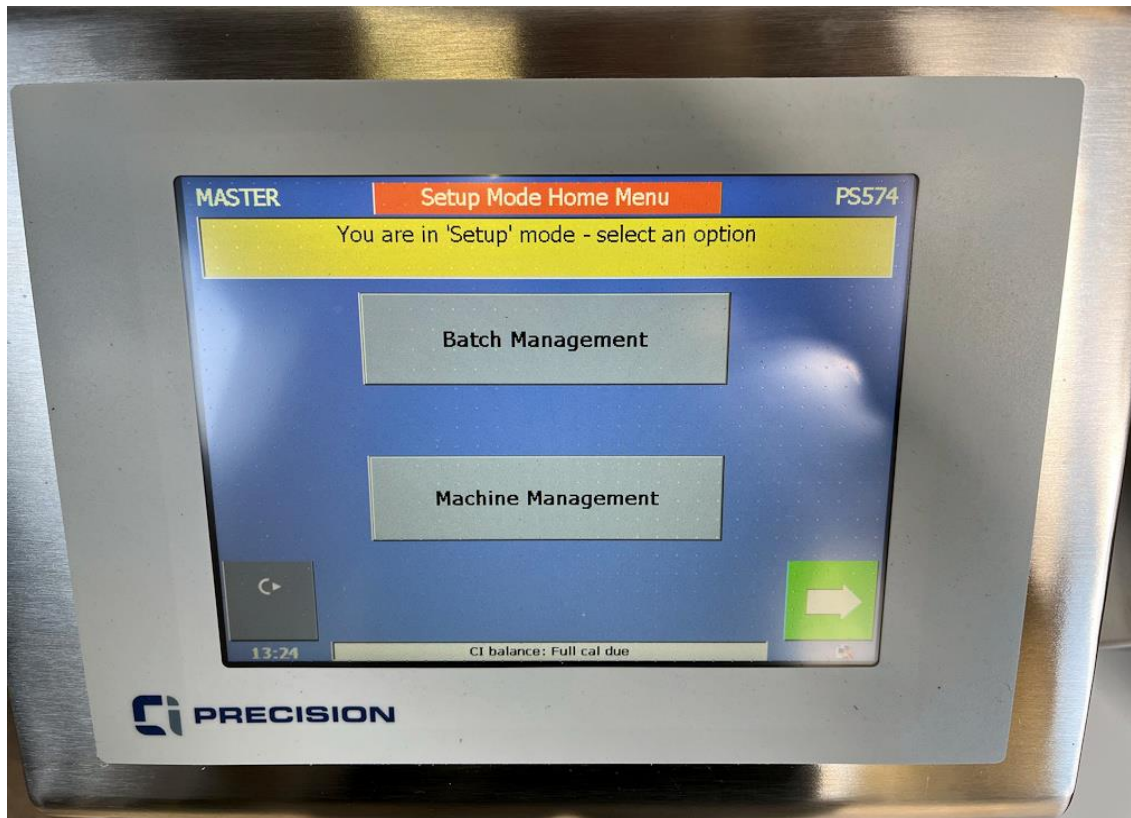 MASTER
Setup Mode Home Menu
PS574
You are in 'Setup' mode - select an option
Batch Management
Machine Management
13:24
CI balance: Full cal due
Ci PRECISION